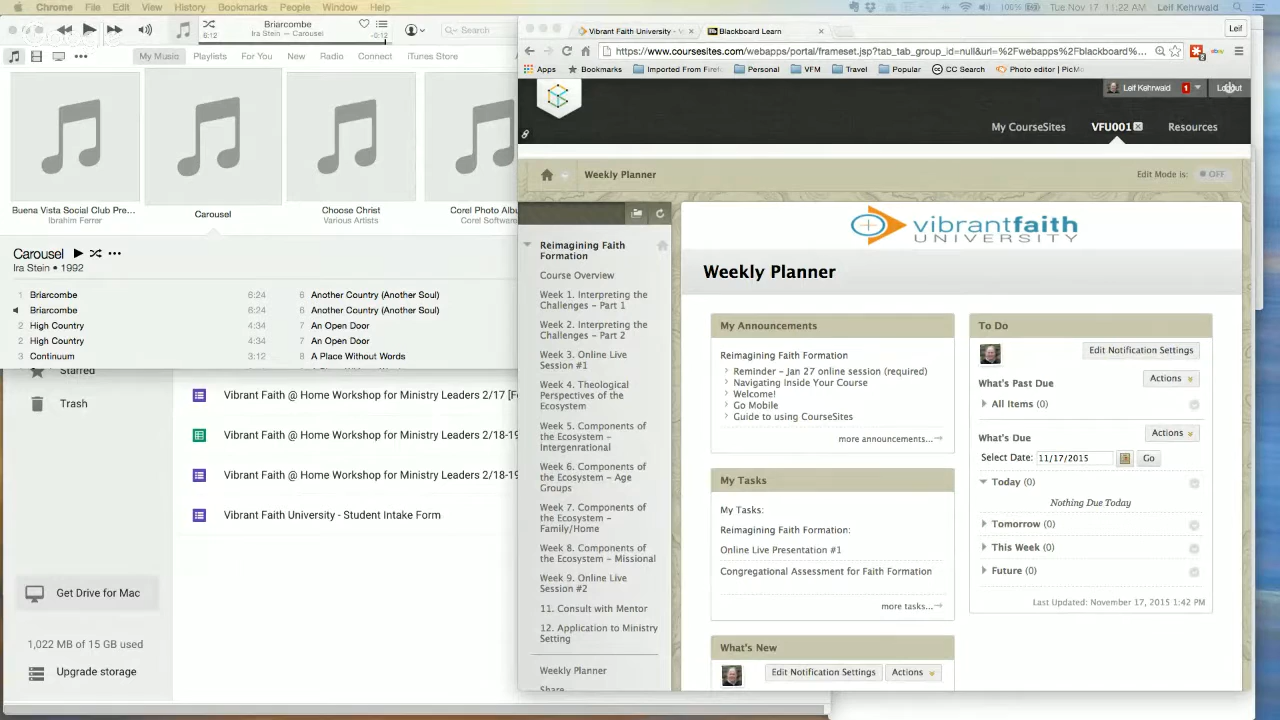 Chrome File Edit View History Bookmarks People Window Help 100% Tue Nov 17 11:22 AM Leif Kehrwald
Briarcombe
6:12 Ira Stein — Carousel -0:12
Search
My Music Playlists For You New Radio Connect iTunes Store
Buena Vista Social Club Pre...
Ibrahim Ferrer
Carousel
Choose Christ
Various Artists
Corel Photo Albu
Corel Software
Carousel
Ira Stein • 1992
1 Briarcombe 6:24
Briarcombe 6:24
2 High Country 4:34
2 High Country 4:34
3 Continuum 3:12
6 Another Country (Another Soul)
6 Another Country (Another Soul)
7 An Open Door
7 An Open Door
8 A Place Without Words
Starred
Trash
Vibrant Faith @ Home Workshop for Ministry Leaders 2/17 [Fe
Vibrant Faith @ Home Workshop for Ministry Leaders 2/18-19
Vibrant Faith @ Home Workshop for Ministry Leaders 2/18-19
Vibrant Faith University - Student Intake Form
Get Drive for Mac
1,022 MB of 15 GB used
Upgrade storage
Vibrant Faith University - V Blackboard Learn Leif
https://www.coursesites.com/webapps/portal/frameset.jsp?tab_tab_group_id=null&url=%2Fwebapps%2Fblackboard%...
Apps Bookmarks Imported From Firef Personal VFM Travel Popular CC Search Photo editor | PicMo
Leif Kehrwald 1 Logout
My CourseSites VFU001 Resources
Weekly Planner Edit Mode is: OFF
Reimagining Faith
Formation
Course Overview
Week 1. Interpreting the
Challenges – Part 1
Week 2. Interpreting the
Challenges – Part 2
Week 3. Online Live
Session #1
Week 4. Theological
Perspectives of the
Ecosystem
Week 5. Components of
the Ecosystem –
Intergenrational
Week 6. Components of
the Ecosystem – Age
Groups
Week 7. Components of
the Ecosystem –
Family/Home
Week 8. Components of
the Ecosystem – Missional
Week 9. Online Live
Session #2
11. Consult with Mentor
12. Application to Ministry
Setting
Weekly Planner
Share
vibrantfaith
UNIVERSITY
Weekly Planner
My Announcements
Reimagining Faith Formation
Reminder – Jan 27 online session (required)
Navigating Inside Your Course
Welcome!
Go Mobile
Guide to using CourseSites
more announcements...
My Tasks
My Tasks:
Reimagining Faith Formation:
Online Live Presentation #1
Congregational Assessment for Faith Formation
more tasks...
What's New
Edit Notification Settings Actions
To Do
Edit Notification Settings
Actions
What's Past Due
All Items (0)
Actions
What's Due
Select Date: 11/17/2015 Go
Today (0)
Nothing Due Today
Tomorrow (0)
This Week (0)
Future (0)
Last Updated: November 17, 2015 1:42 PM